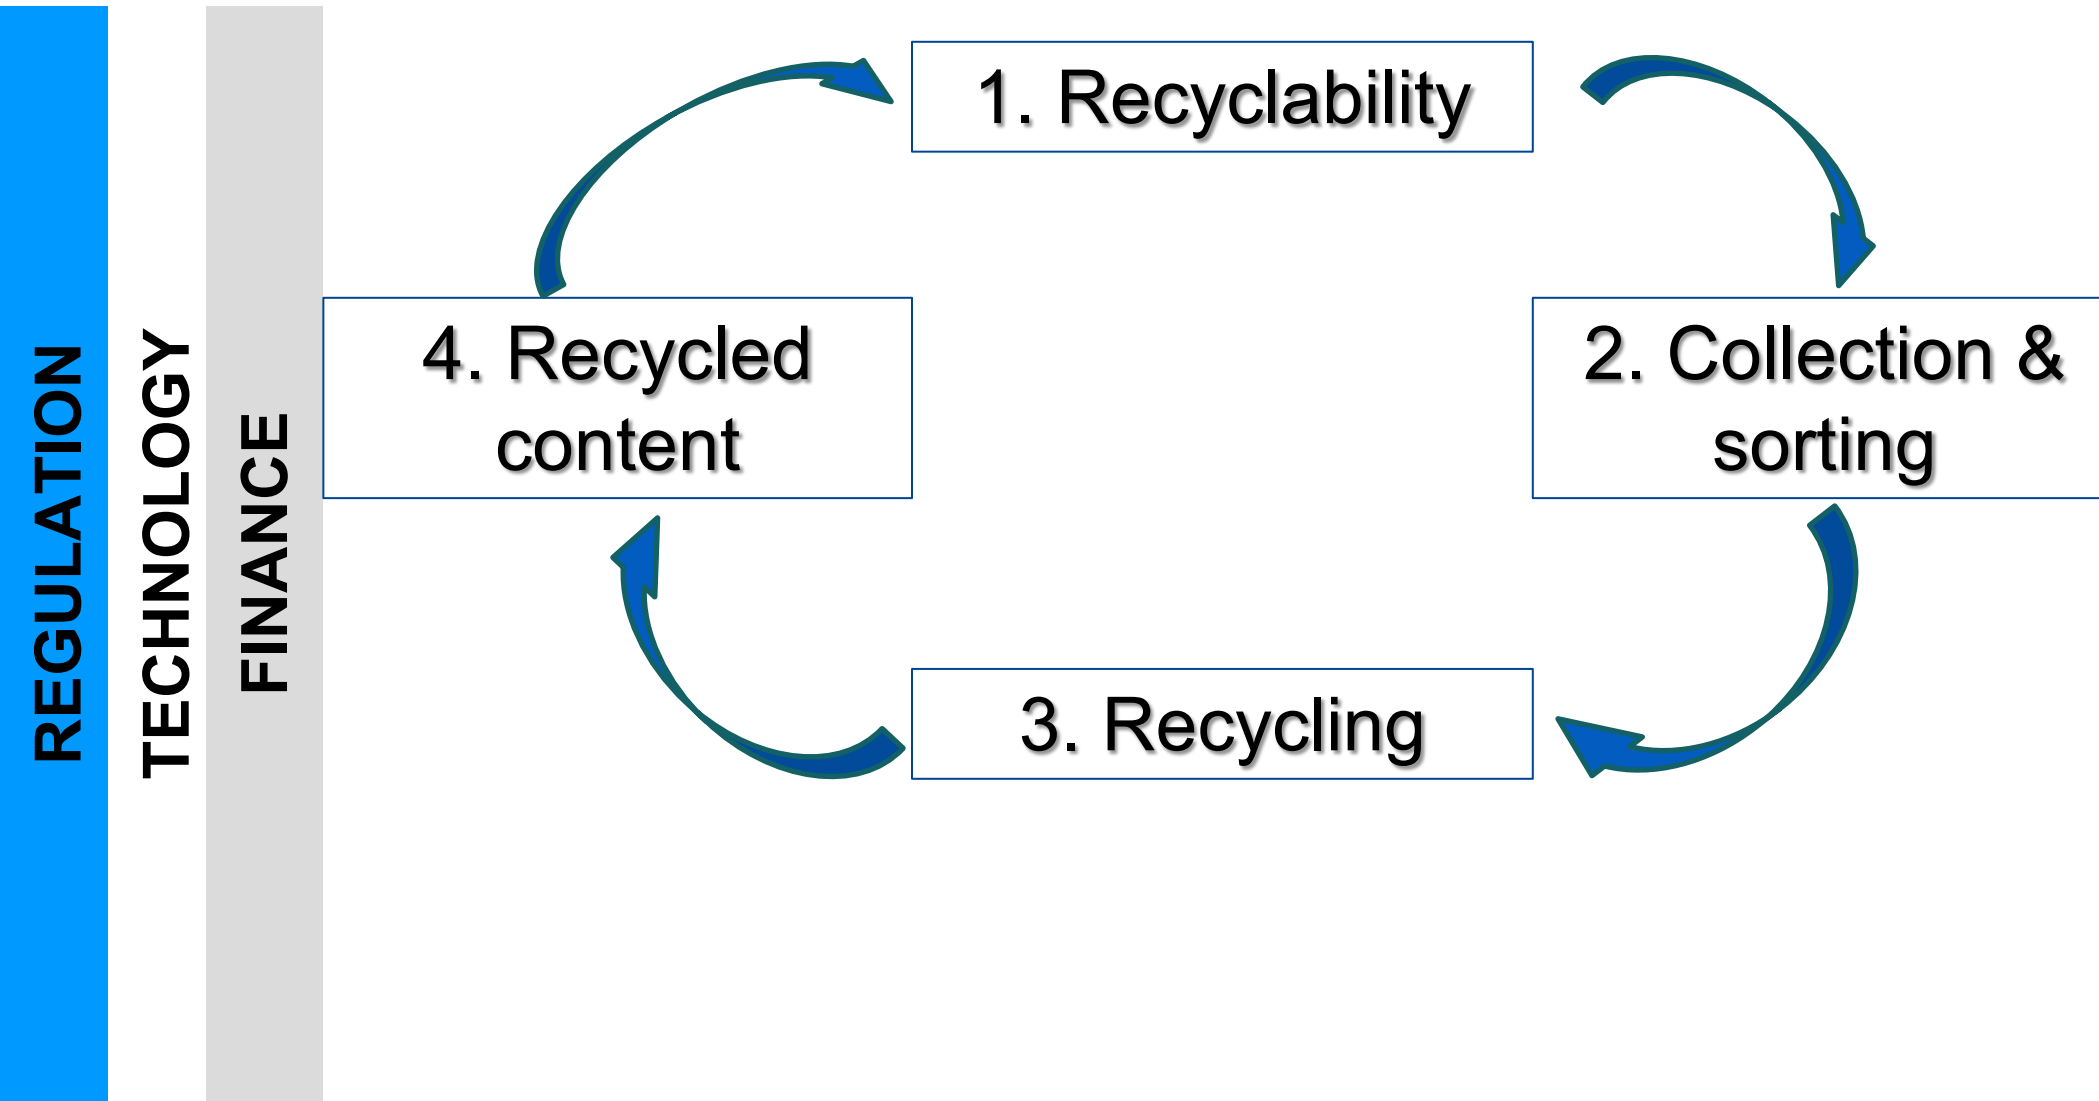 REGULATION
TECHNOLOGY
FINANCE
1. Recyclability
2. Collection &
sorting
3. Recycling
4. Recycled
content